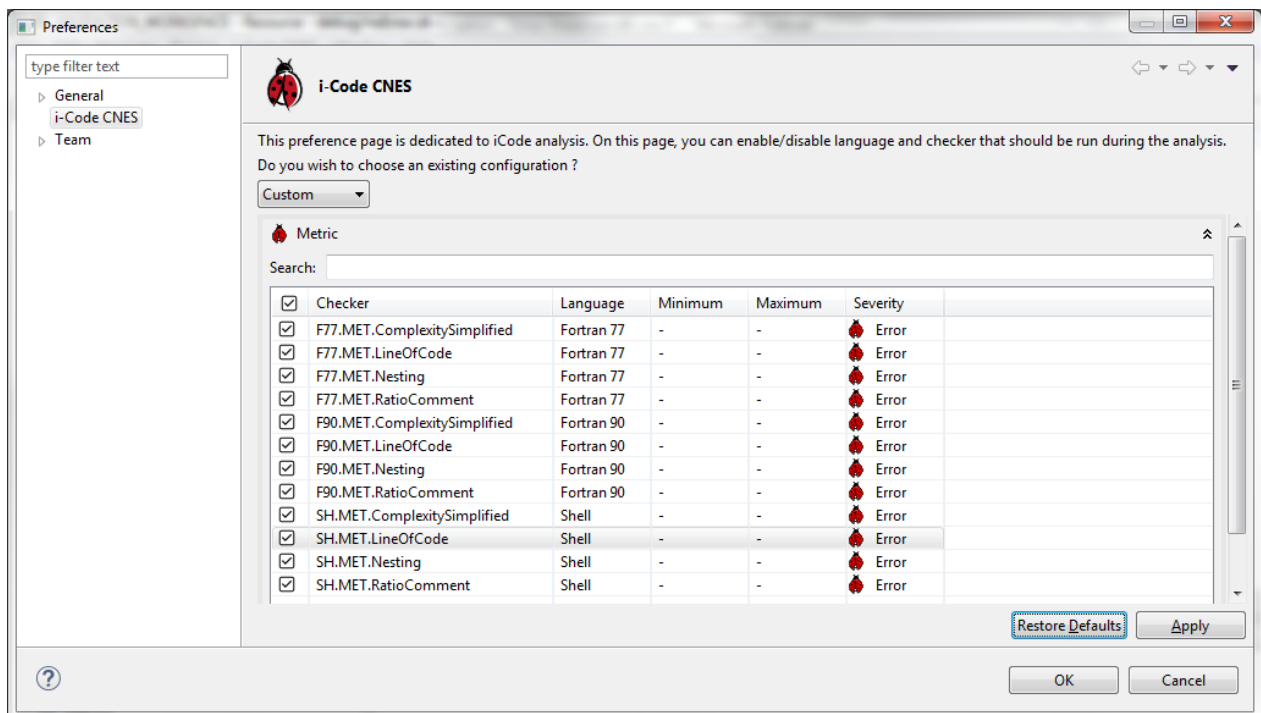 Preferences
type filter text
General
i-Code CNES
Team
i-Code CNES
This preference page is dedicated to iCode analysis. On this page, you can enable/disable language and checker that should be run during the analysis.
Do you wish to choose an existing configuration ?
Custom
Metric
Search:
Checker Language Minimum Maximum Severity
F77.MET.ComplexitySimplified Fortran 77 - - Error
F77.MET.LineOfCode Fortran 77 - - Error
F77.MET.Nesting Fortran 77 - - Error
F77.MET.RatioComment Fortran 77 - - Error
F90.MET.ComplexitySimplified Fortran 90 - - Error
F90.MET.LineOfCode Fortran 90 - - Error
F90.MET.Nesting Fortran 90 - - Error
F90.MET.RatioComment Fortran 90 - - Error
SH.MET.ComplexitySimplified Shell - - Error
SH.MET.LineOfCode Shell - - Error
SH.MET.Nesting Shell - - Error
SH.MET.RatioComment Shell - - Error
Restore Defaults Apply
OK Cancel